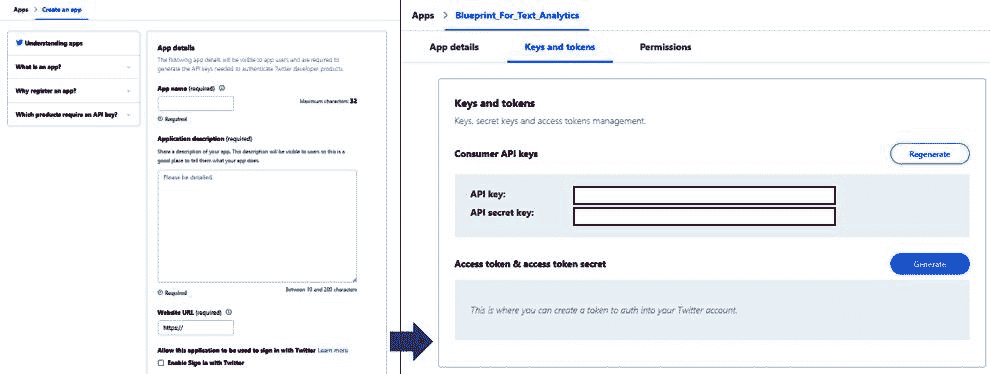 Apps > Create an app
Understanding apps
What is an app?
Why register an app?
Which products require an API key?
App details
The following app details will be visible to app users and are required to
generate the API keys needed to authenticate Twitter developer products.
App name (required)
Maximum characters: 32
Required
Application description (required)
Share a description of your app. This description will be visible to users so this is a
good place to tell them what your app does.
Please be detailed.
Between 10 and 200 characters
Required
Website URL (required)
https://
Allow this application to be used to sign in with Twitter Learn more
Enable Sign in with Twitter
Apps > Blueprint_For_Text_Analytics
App details Keys and tokens Permissions
Keys and tokens
Keys, secret keys and access tokens management.
Consumer API keys
Regenerate
API key:
API secret key:
Access token & access token secret
Generate
This is where you can create a token to auth into your Twitter account.